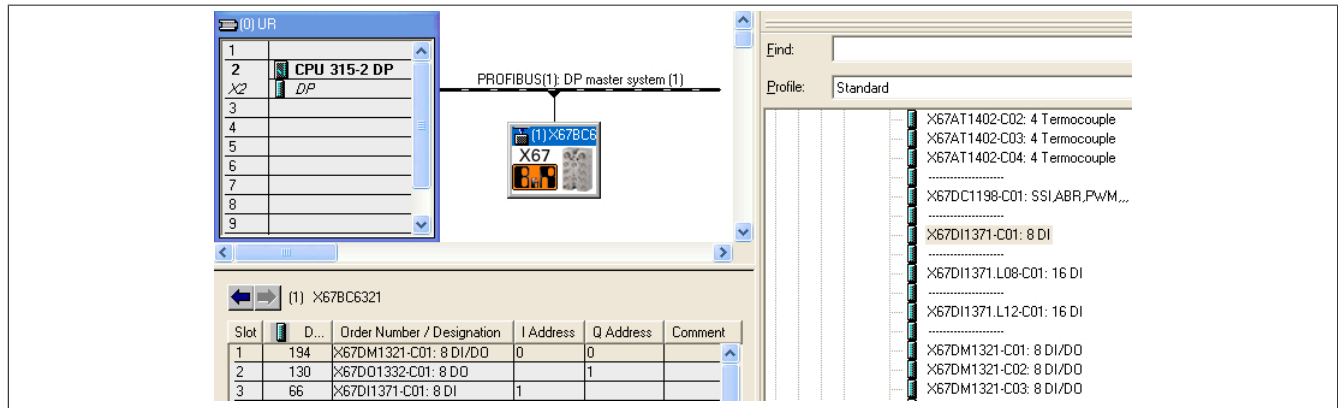 (0) UR
1
2 CPU 315-2 DP
X2 DP
3
4
5
6
7
8
9
PROFIBUS(1): DP master system (1)
(1) X67BC6
X67
B&R
(1) X67BC6321
Slot D... Order Number / Designation I Address Q Address Comment
1 194 X67DM1321-C01: 8 DI/DO 0 0
2 130 X67DO1332-C01: 8 DO 1
3 66 X67DI1371-C01: 8 DI 1
Find:
Profile: Standard
X67AT1402-C02: 4 Termocouple
X67AT1402-C03: 4 Termocouple
X67AT1402-C04: 4 Termocouple
--------------------
X67DC1198-C01: SSI,ABR,PWM,,,
--------------------
X67DI1371-C01: 8 DI
--------------------
X67DI1371.L08-C01: 16 DI
--------------------
X67DI1371.L12-C01: 16 DI
--------------------
X67DM1321-C01: 8 DI/DO
X67DM1321-C02: 8 DI/DO
X67DM1321-C03: 8 DI/DO